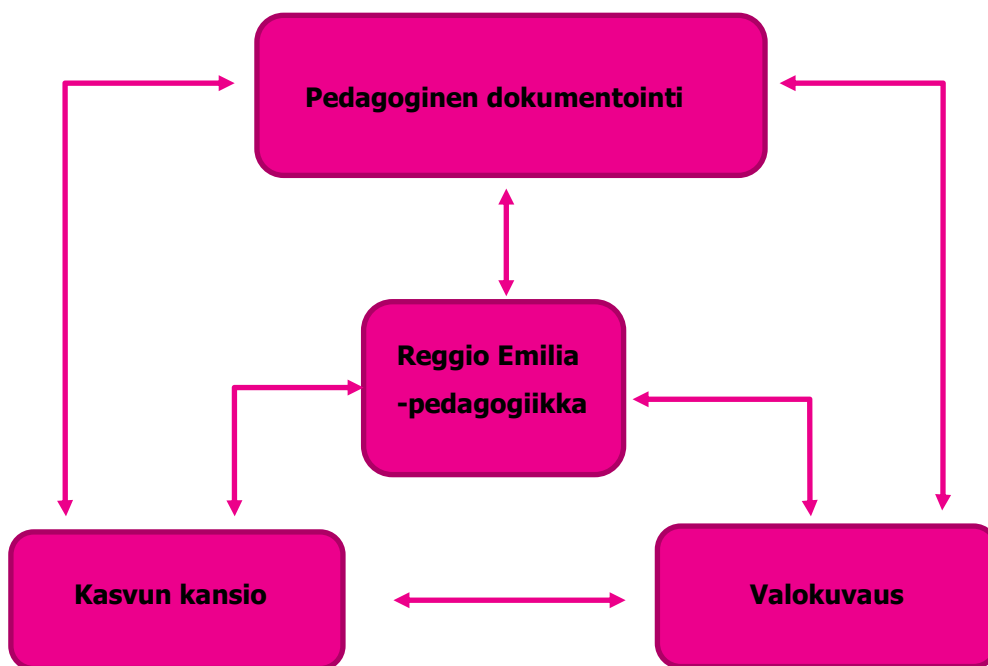 Pedagoginen dokumentointi
Reggio Emilia
-pedagogiikka
Kasvun kansio
Valokuvaus